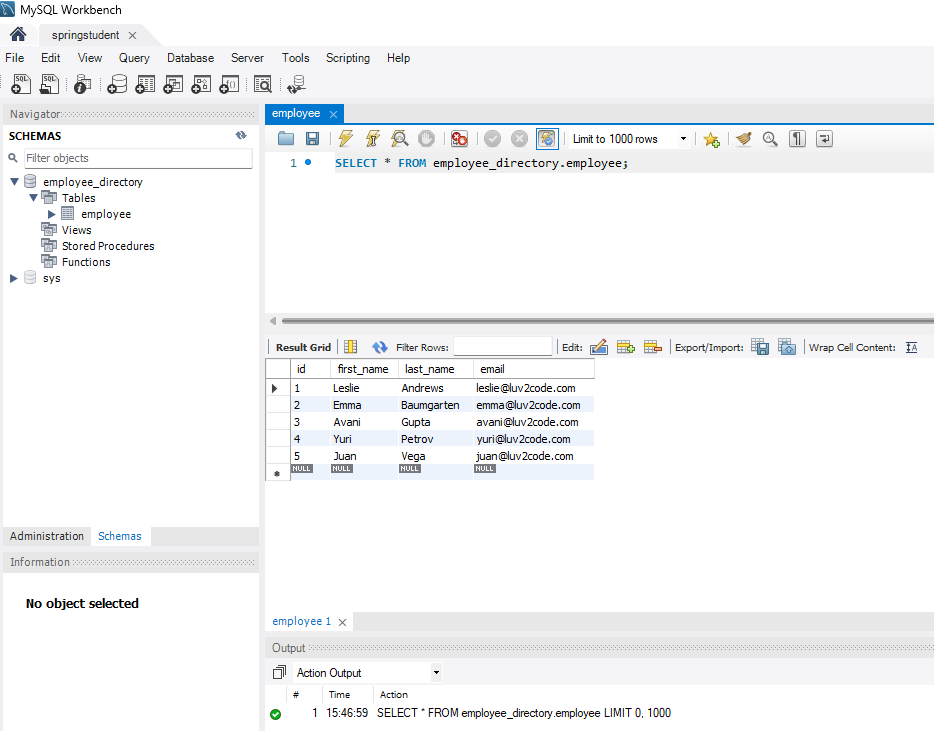 MySQL Workbench
springstudent
File Edit View Query Database Server Tools Scripting Help
Navigator
SCHEMAS
Filter objects
employee_directory
Tables
employee
Views
Stored Procedures
Functions
sys
Administration Schemas
Information
No object selected
employee
Limit to 1000 rows
1 SELECT * FROM employee_directory.employee;
Result Grid Filter Rows: Edit: Export/Import: Wrap Cell Content:
id first_name last_name email
1 Leslie Andrews leslie@luv2code.com
2 Emma Baumgarten emma@luv2code.com
3 Avani Gupta avani@luv2code.com
4 Yuri Petrov yuri@luv2code.com
5 Juan Vega juan@luv2code.com
NULL NULL NULL NULL
employee 1
Output
Action Output
# Time Action
1 15:46:59 SELECT * FROM employee_directory.employee LIMIT 0, 1000